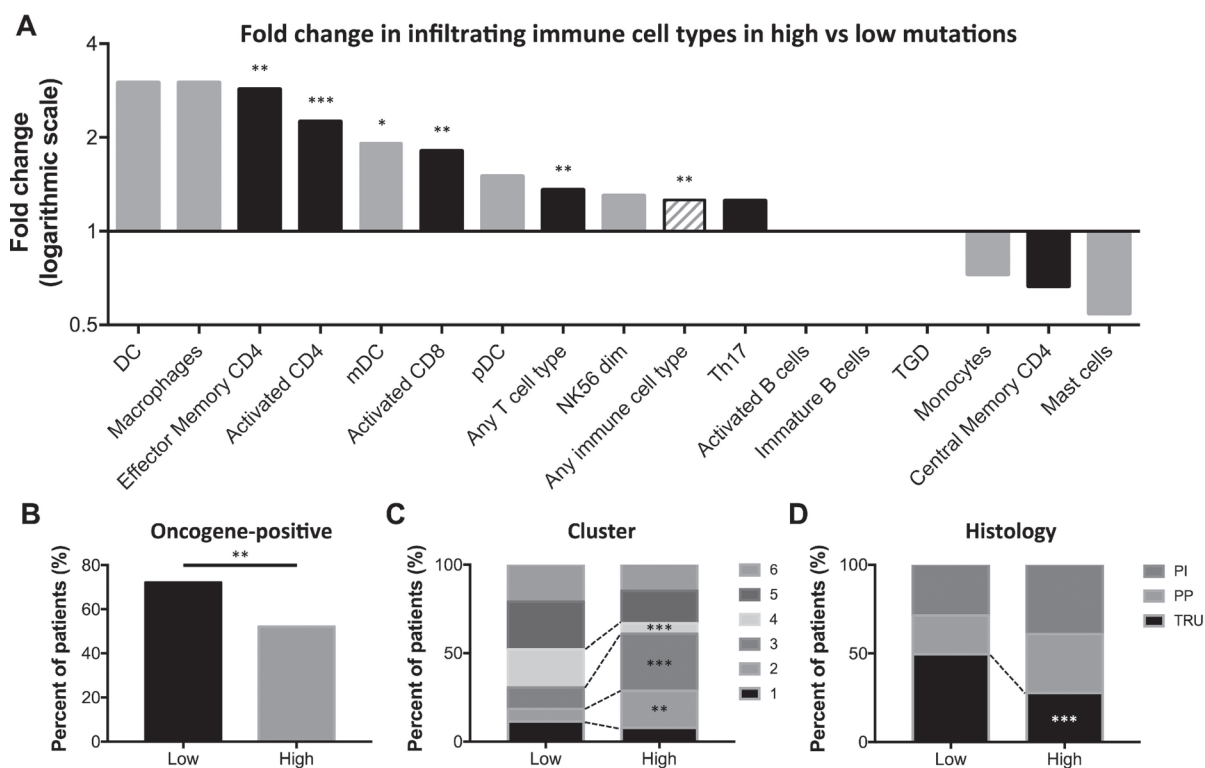 A
Fold change in infiltrating immune cell types in high vs low mutations
Fold change
(logarithmic scale)
4
2
1
0.5
**
***
*
**
**
**
DC
Macrophages
Effector Memory CD4
Activated CD4
mDC
Activated CD8
pDC
Any T cell type
NK56 dim
Any immune cell type
Th17
Activated B cells
Immature B cells
TGD
Monocytes
Central Memory CD4
Mast cells
B
Oncogene-positive
Percent of patients (%)
80
60
40
20
0
**
Low
High
C
Cluster
Percent of patients (%)
100
50
0
***
***
**
Low
High
6
5
4
3
2
1
D
Histology
Percent of patients (%)
100
50
0
***
Low
High
PI
PP
TRU